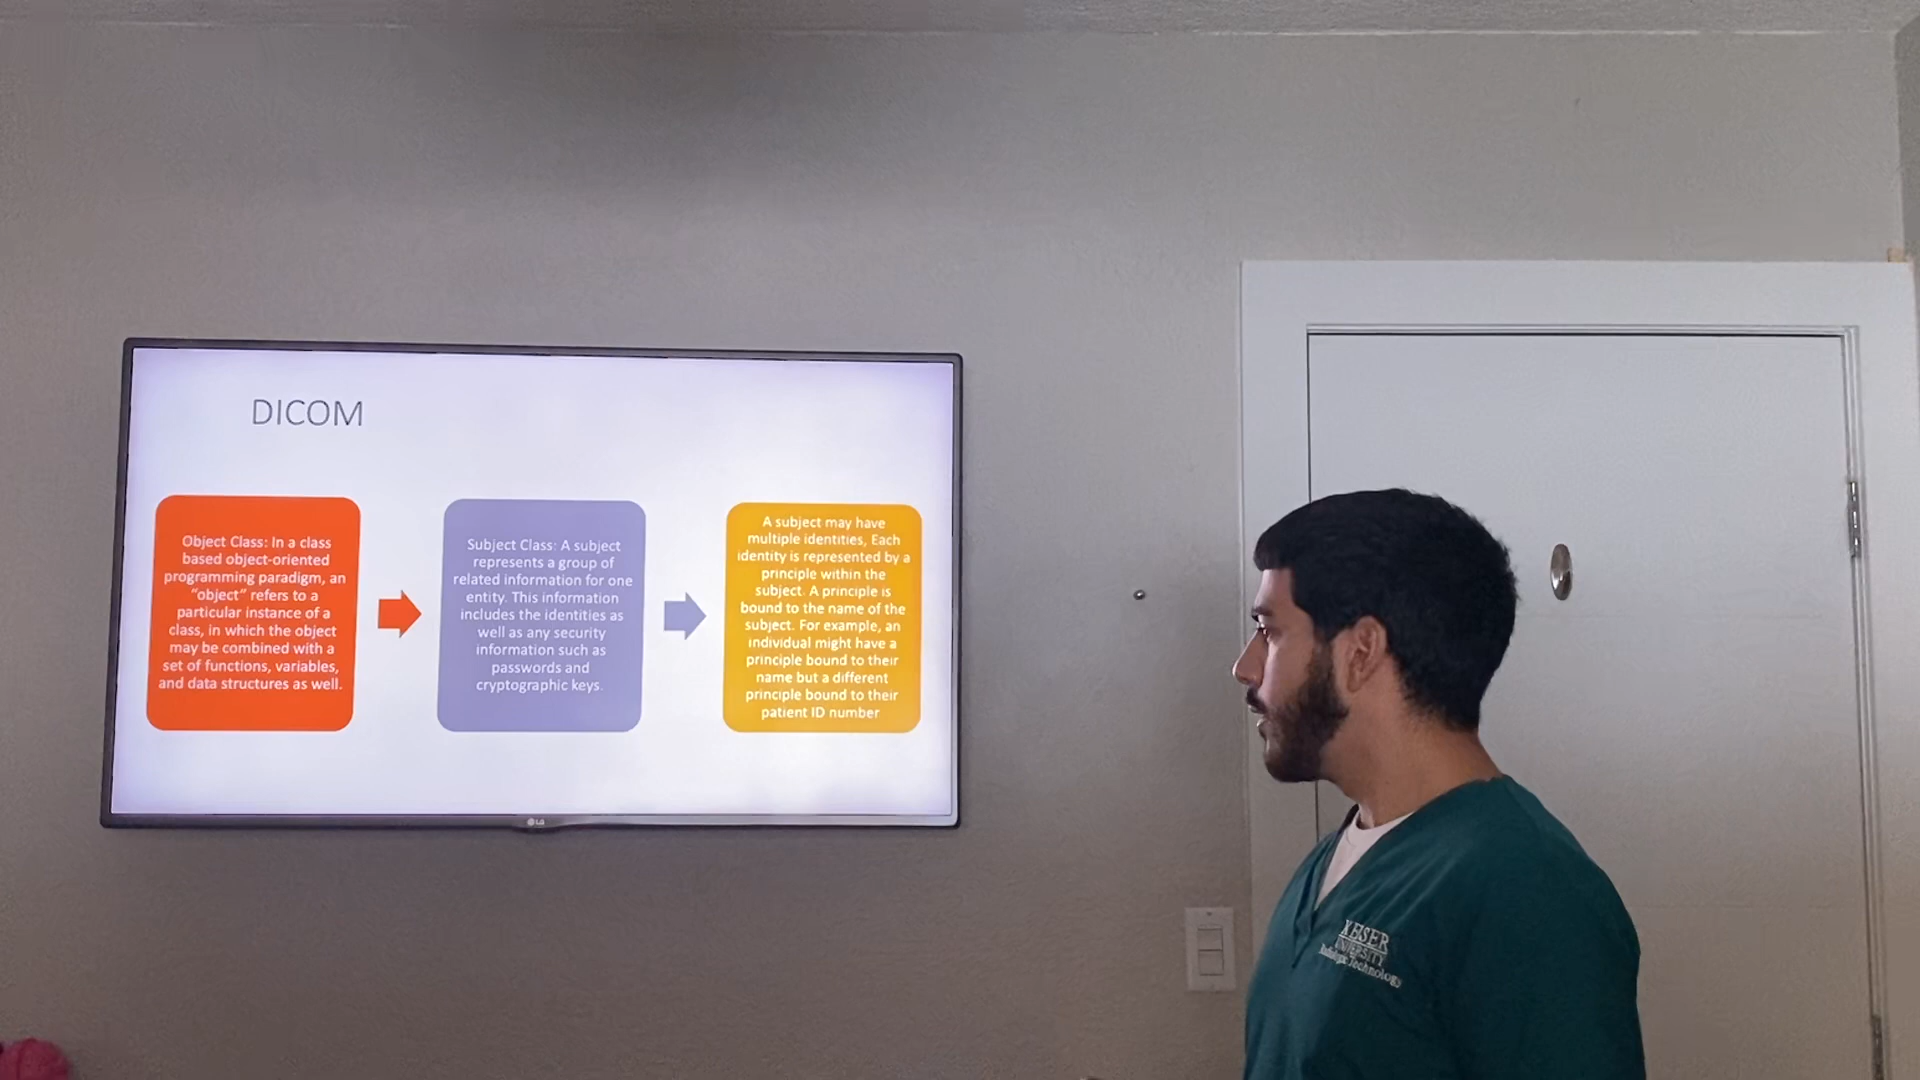 DICOM
Object Class: In a class
based object-oriented
programming paradigm, an
“object” refers to a
particular instance of a
class, in which the object
may be combined with a
set of functions, variables,
and data structures as well.
Subject Class: A subject
represents a group of
related information for one
entity. This information
includes the identities as
well as any security
information such as
passwords and
cryptographic keys.
A subject may have
multiple identities, Each
identity is represented by a
principle within the
subject. A principle is
bound to the name of the
subject. For example, an
individual might have a
principle bound to their
name but a different
principle bound to their
patient ID number
LG
KEISER
UNIVERSITY
Radiologic Technology